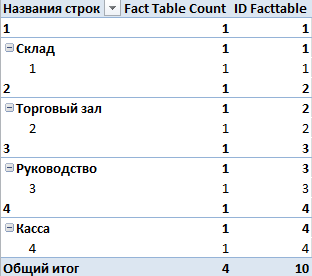 Названия строк Fact Table Count ID Facttable
1 1 1
Склад 1 1
1 1 1
2 1 2
Торговый зал 1 2
2 1 2
3 1 3
Руководство 1 3
3 1 3
4 1 4
Касса 1 4
4 1 4
Общий итог 4 10